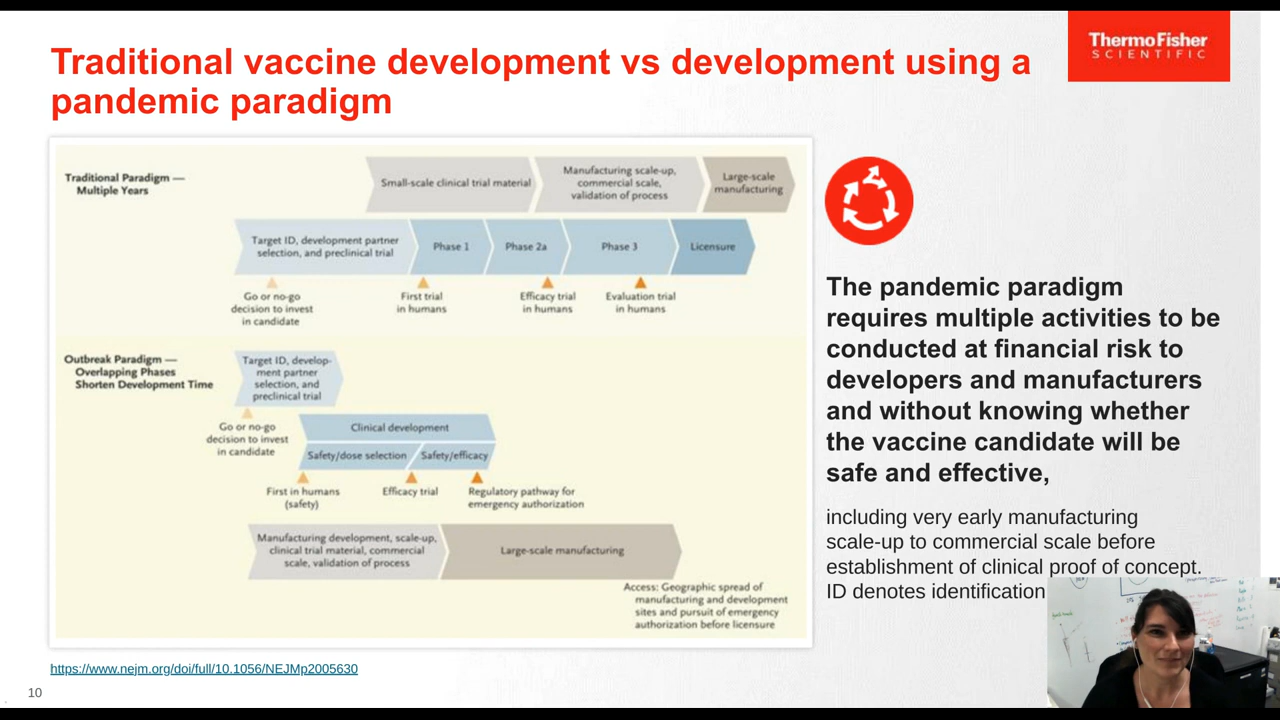 Traditional vaccine development vs development using a
pandemic paradigm
ThermoFisher
SCIENTIFIC
Traditional Paradigm —
Multiple Years
Small-scale clinical trial material
Manufacturing scale-up,
commercial scale,
validation of process
Large-scale
manufacturing
Target ID, development partner
selection, and preclinical trial
Phase 1
Phase 2a
Phase 3
Licensure
Go or no-go
decision to invest
in candidate
First trial
in humans
Efficacy trial
in humans
Evaluation trial
in humans
Outbreak Paradigm —
Overlapping Phases
Shorten Development Time
Target ID, develop-
ment partner
selection, and
preclinical trial
Go or no-go
decision to invest
in candidate
Clinical development
Safety/dose selection
Safety/efficacy
First in humans
(safety)
Efficacy trial
Regulatory pathway for
emergency authorization
Manufacturing development, scale-up,
clinical trial material, commercial
scale, validation of process
Large-scale manufacturing
Access: Geographic spread of
manufacturing and development
sites and pursuit of emergency
authorization before licensure
The pandemic paradigm
requires multiple activities to be
conducted at financial risk to
developers and manufacturers
and without knowing whether
the vaccine candidate will be
safe and effective,
including very early manufacturing
scale-up to commercial scale before
establishment of clinical proof of concept.
ID denotes identification
https://www.nejm.org/doi/full/10.1056/NEJMp2005630
10